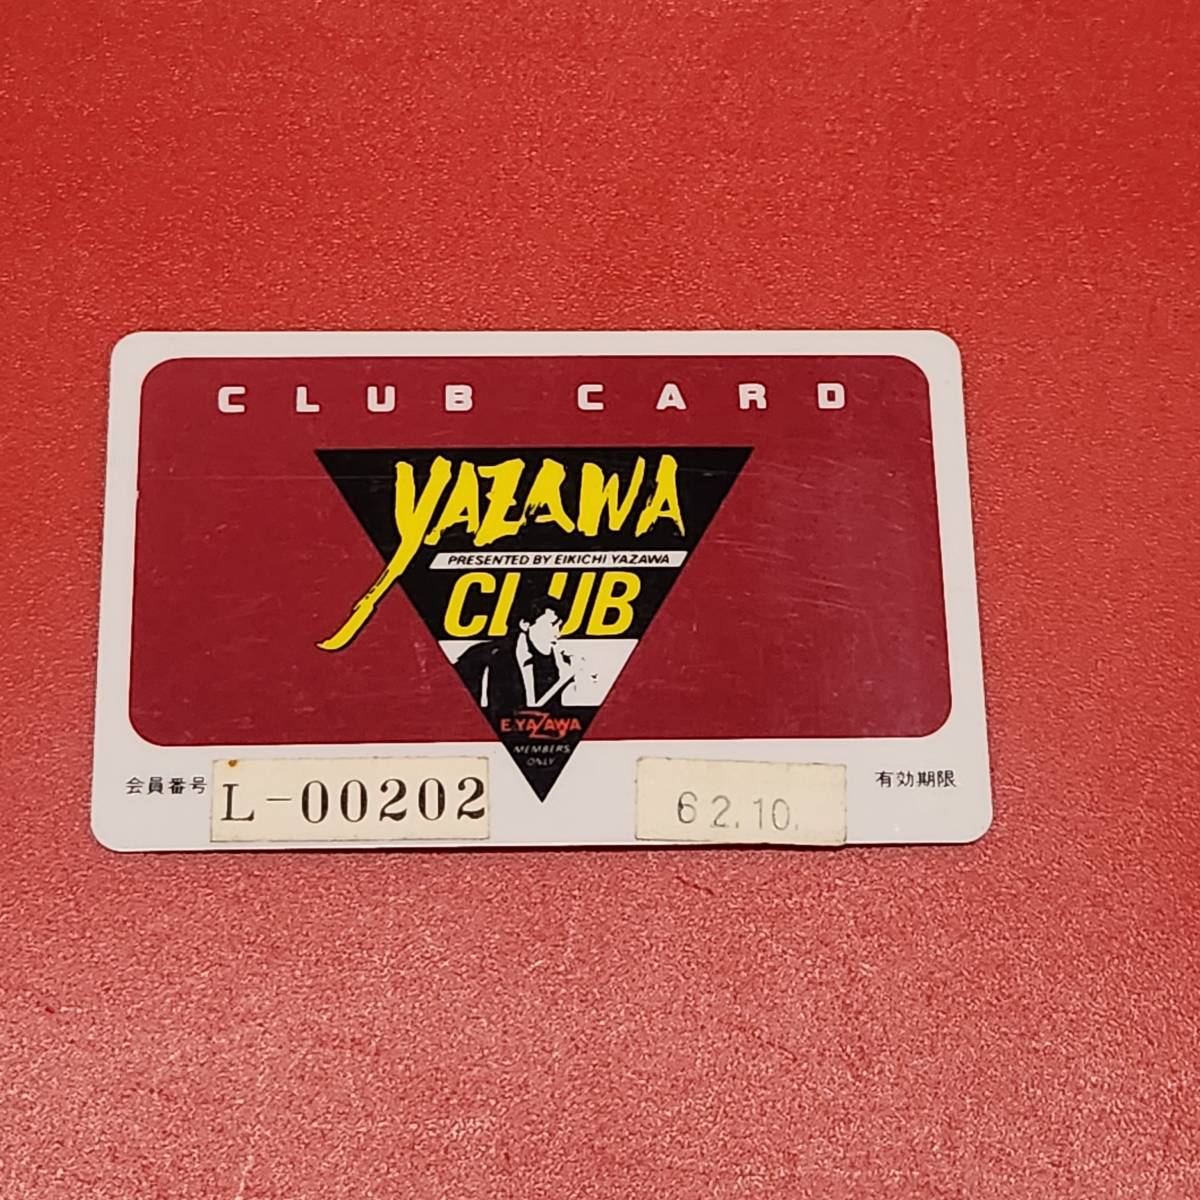 CLUB CARD
YAZAWA
PRESENTED BY EIKICHI YAZAWA
CLUB
E.YAZAWA
MEMBERS
ONLY
会員番号 L-00202 62.10. 有効期限